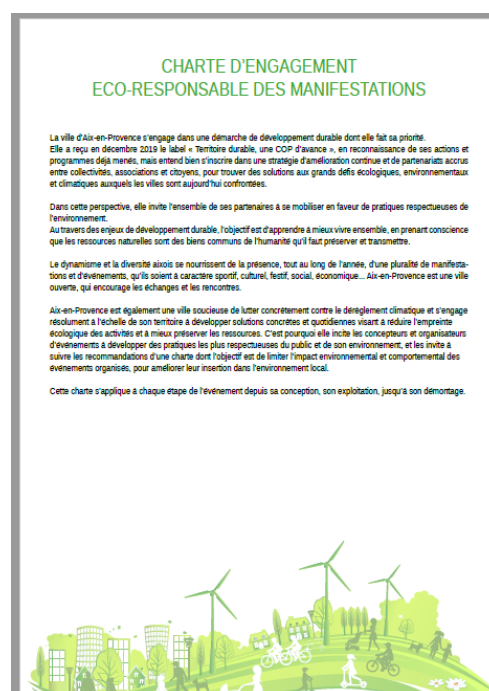 CHARTE D'ENGAGEMENT
ECO-RESPONSABLE DES MANIFESTATIONS
La ville d'Aix-en-Provence s'engage dans une démarche de développement durable dont elle fait sa priorité.
Elle a reçu en décembre 2019 le label « Territoire durable, une COP d'avance », en reconnaissance de ses actions et
programmes déjà menés, mais entend bien s'inscrire dans une stratégie d'amélioration continue et de partenariats accrus
entre collectivités, associations et citoyens, pour trouver des solutions aux grands défis écologiques, environnementaux
et climatiques auxquels les villes sont aujourd'hui confrontées.
Dans cette perspective, elle invite l'ensemble de ses partenaires à se mobiliser en faveur de pratiques respectueuses de
l'environnement.
Au travers des enjeux de développement durable, l'objectif est d'apprendre à mieux vivre ensemble, en prenant conscience
que les ressources naturelles sont des biens communs de l'humanité qu'il faut préserver et transmettre.
Le dynamisme et la diversité aixois se nourrissent de la présence, tout au long de l'année, d'une pluralité de manifesta-
tions et d'événements, qu'ils soient à caractère sportif, culturel, festif, social, économique... Aix-en-Provence est une ville
ouverte, qui encourage les échanges et les rencontres.
Aix-en-Provence est également une ville soucieuse de lutter concrètement contre le dérèglement climatique et s'engage
résolument à l'échelle de son territoire à développer solutions concrètes et quotidiennes visant à réduire l'empreinte
écologique des activités et à mieux préserver les ressources. C'est pourquoi elle incite les concepteurs et organisateurs
d'événements à développer des pratiques les plus respectueuses du public et de son environnement, et les invite à
suivre les recommandations d'une charte dont l'objectif est de limiter l'impact environnemental et comportemental des
événements organisés, pour améliorer leur insertion dans l'environnement local.
Cette charte s'applique à chaque étape de l'événement depuis sa conception, son exploitation, jusqu'à son démontage.